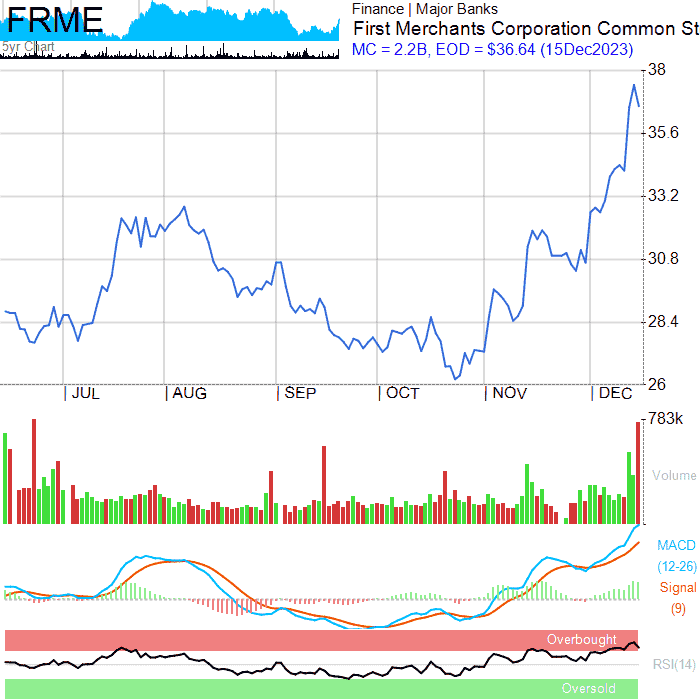 FRME
5yr Chart
Finance | Major Banks
First Merchants Corporation Common St
MC = 2.2B, EOD = $36.64 (15Dec2023)
38
35.6
33.2
30.8
28.4
26
| JUL | AUG | SEP | OCT | NOV | DEC
783k
Volume
MACD
(12-26)
Signal
(9)
Overbought
RSI(14)
Oversold